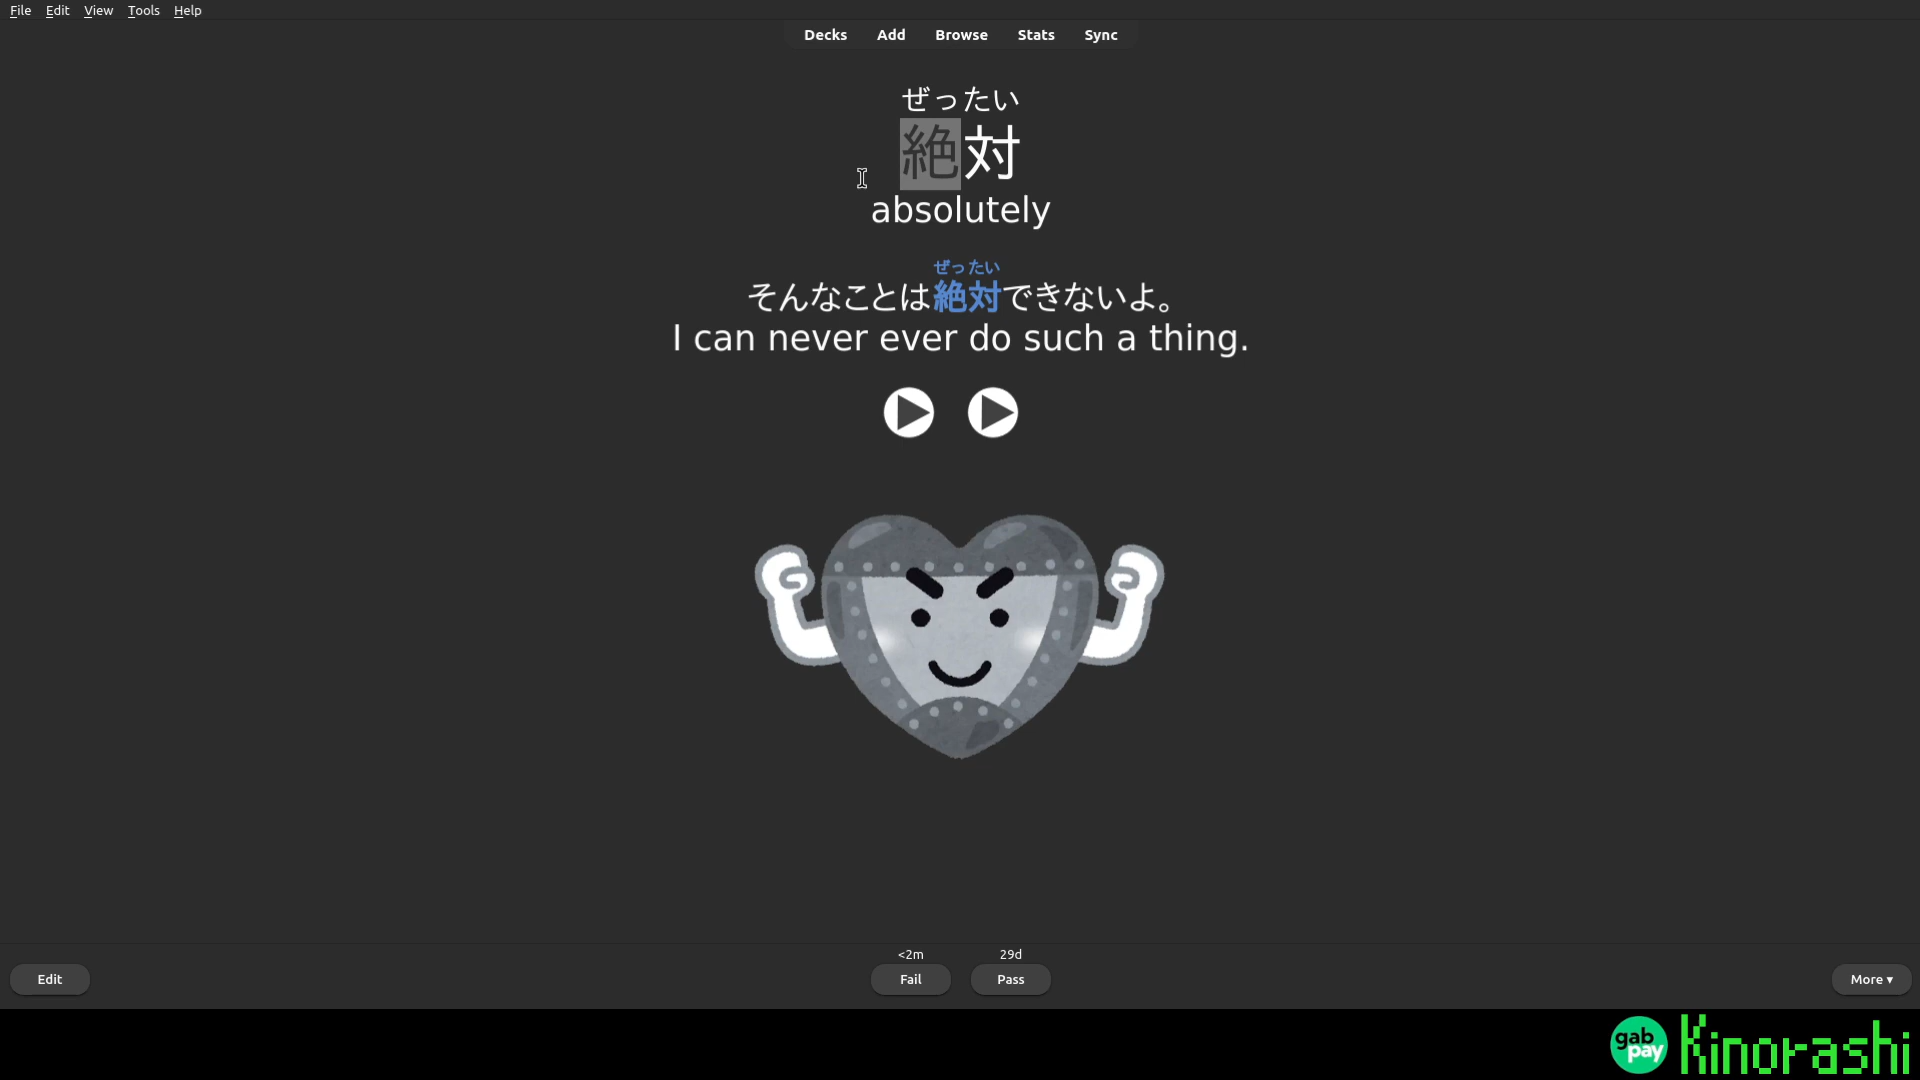 File Edit View Tools Help
Decks Add Browse Stats Sync
ぜったい
絶対
absolutely
ぜったい
そんなことは絶対できないよ。
I can never ever do such a thing.
<2m 29d
Edit Fail Pass More ▾
gab pay Kinorashi